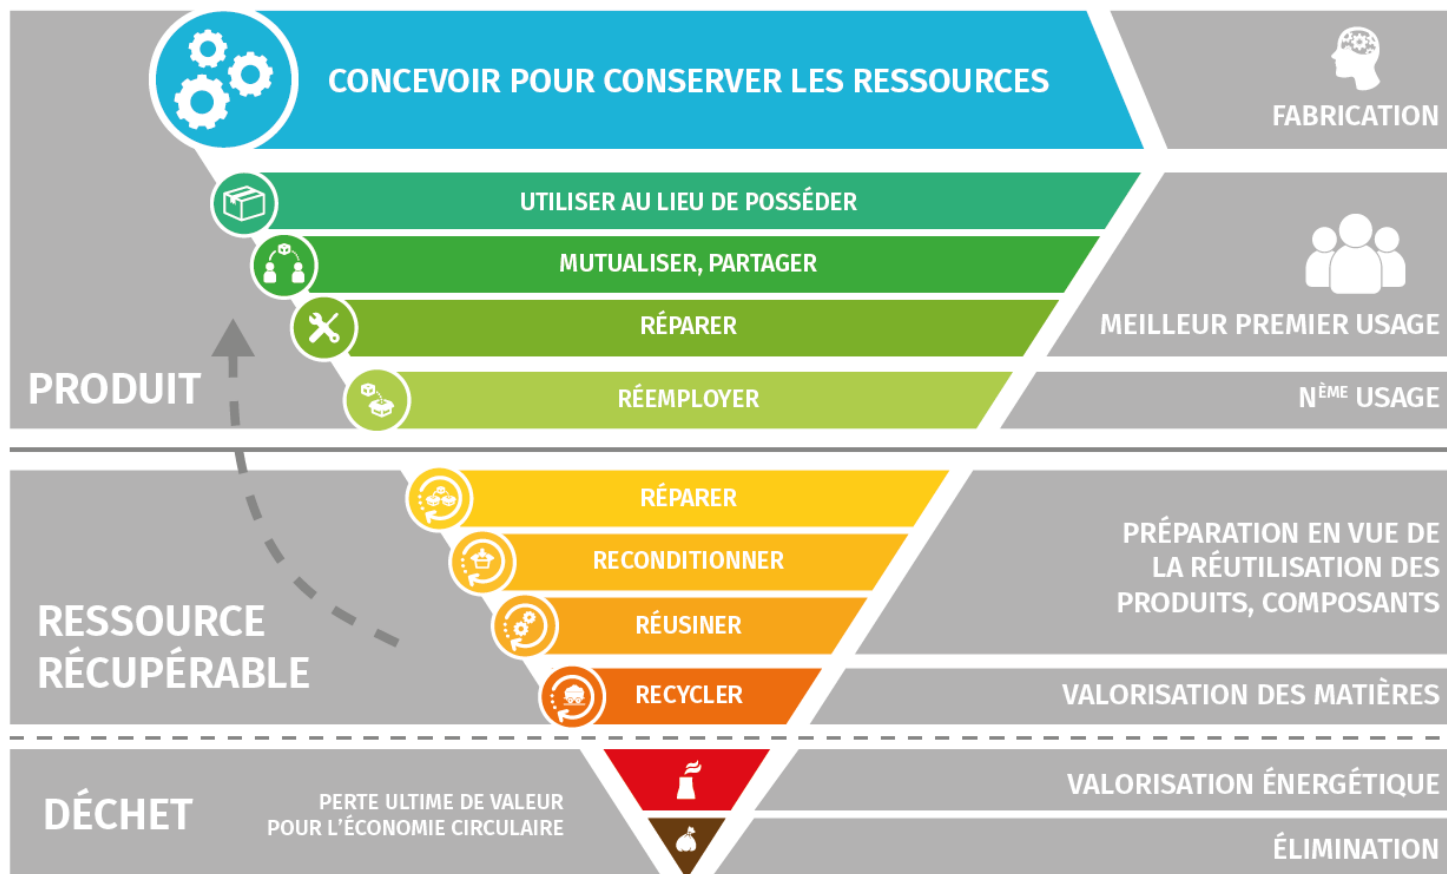 CONCEVOIR POUR CONSERVER LES RESSOURCES
FABRICATION
UTILISER AU LIEU DE POSSÉDER
MUTUALISER, PARTAGER
RÉPARER
MEILLEUR PREMIER USAGE
PRODUIT
RÉEMPLOYER
NÈME USAGE
RÉPARER
RECONDITIONNER
RÉUSINER
PRÉPARATION EN VUE DE
LA RÉUTILISATION DES
PRODUITS, COMPOSANTS
RESSOURCE
RÉCUPÉRABLE
RECYCLER
VALORISATION DES MATIÈRES
DÉCHET
PERTE ULTIME DE VALEUR
POUR L'ÉCONOMIE CIRCULAIRE
VALORISATION ÉNERGÉTIQUE
ÉLIMINATION